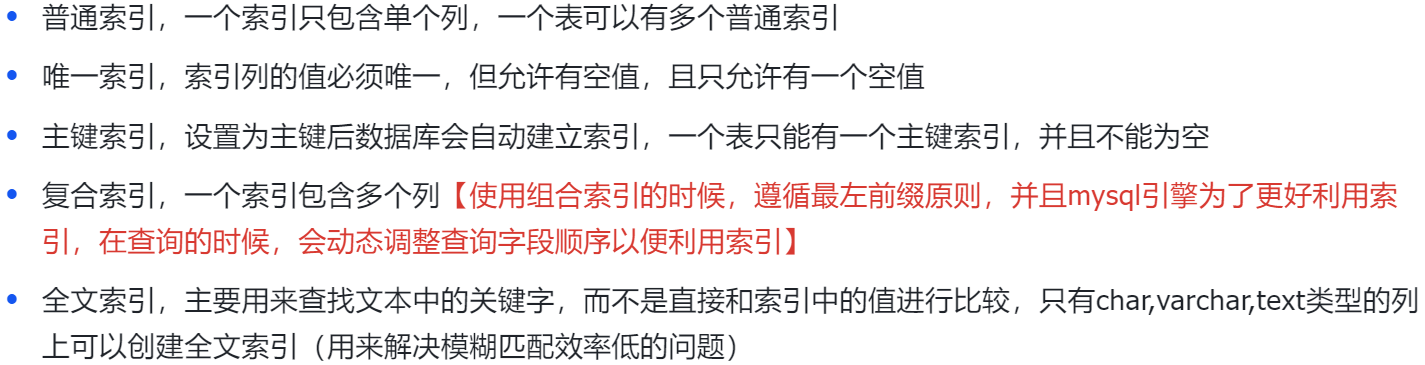 • 普通索引，一个索引只包含单个列，一个表可以有多个普通索引
• 唯一索引，索引列的值必须唯一，但允许有空值，且只允许有一个空值
• 主键索引，设置为主键后数据库会自动建立索引，一个表只能有一个主键索引，并且不能为空
• 复合索引，一个索引包含多个列【使用组合索引的时候，遵循最左前缀原则，并且mysql引擎为了更好利用索
引，在查询的时候，会动态调整查询字段顺序以便利用索引】
• 全文索引，主要用来查找文本中的关键字，而不是直接和索引中的值进行比较，只有char,varchar,text类型的列
上可以创建全文索引（用来解决模糊匹配效率低的问题）